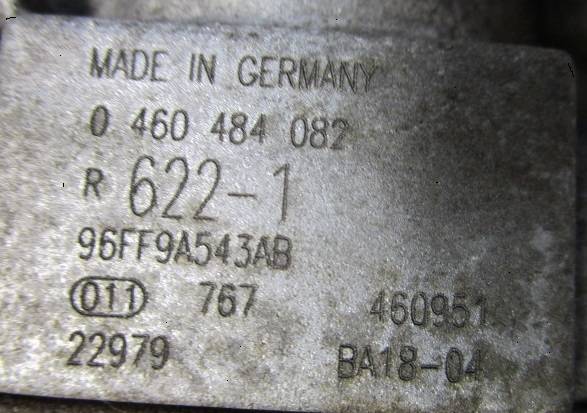 MADE IN GERMANY
0 460 484 082
R 622-1
96FF9A543AB
011 767 460951
22979 BA18-04